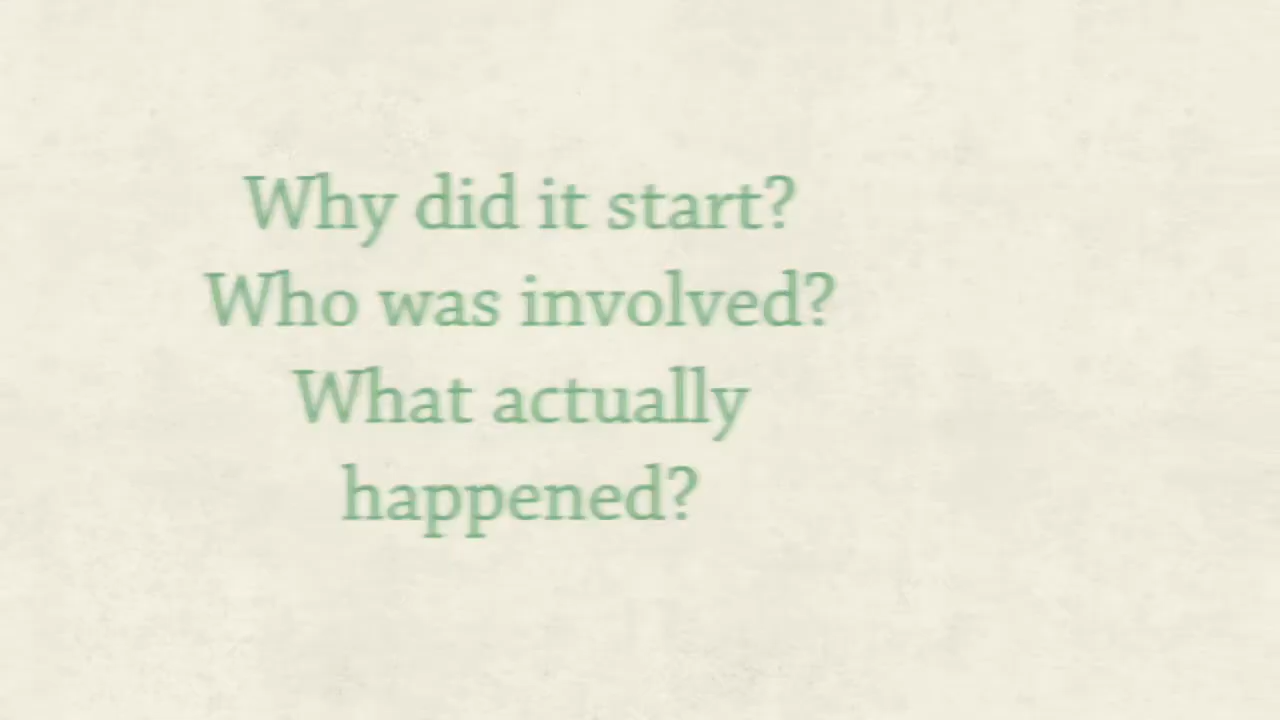 Why did it start?
Who was involved?
What actually
happened?